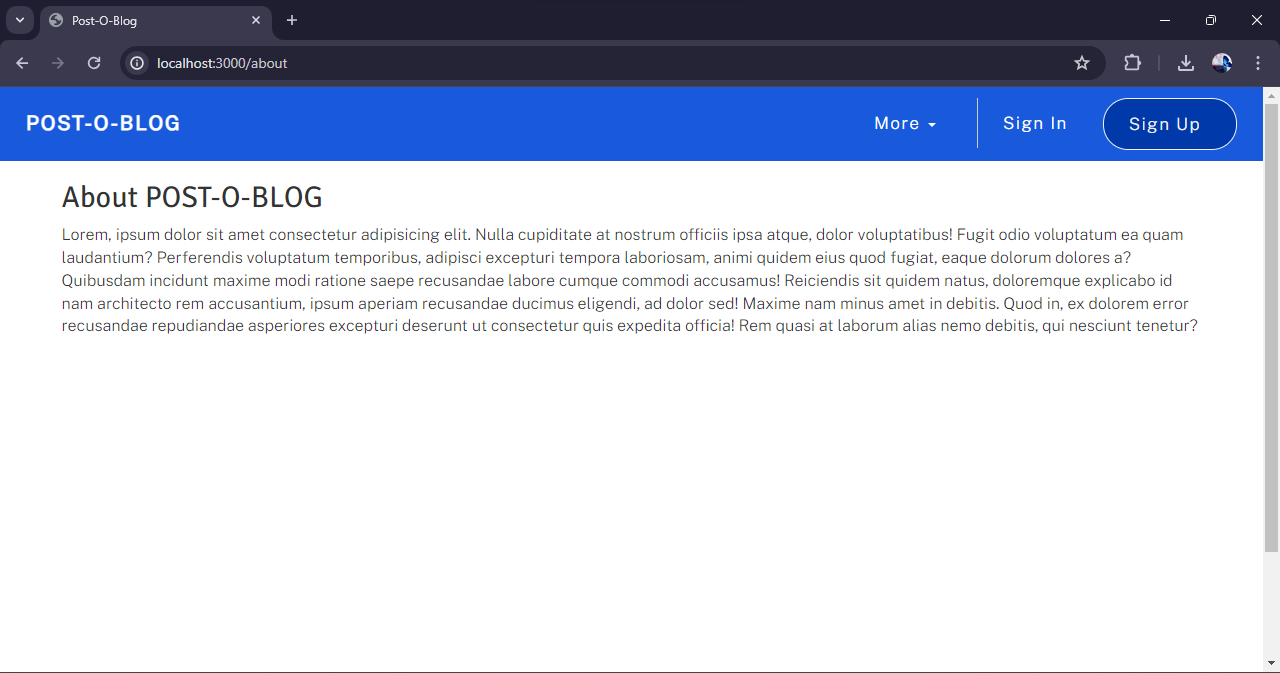 Post-O-Blog
localhost:3000/about
POST-O-BLOG
More
Sign In
Sign Up
About POST-O-BLOG
Lorem, ipsum dolor sit amet consectetur adipisicing elit. Nulla cupiditate at nostrum officiis ipsa atque, dolor voluptatibus! Fugit odio voluptatum ea quam
laudantium? Perferendis voluptatum temporibus, adipisci excepturi tempora laboriosam, animi quidem eius quod fugiat, eaque dolorum dolores a?
Quibusdam incidunt maxime modi ratione saepe recusandae labore cumque commodi accusamus! Reiciendis sit quidem natus, doloremque explicabo id
nam architecto rem accusantium, ipsum aperiam recusandae ducimus eligendi, ad dolor sed! Maxime nam minus amet in debitis. Quod in, ex dolorem error
recusandae repudiandae asperiores excepturi deserunt ut consectetur quis expedita officia! Rem quasi at laborum alias nemo debitis, qui nesciunt tenetur?